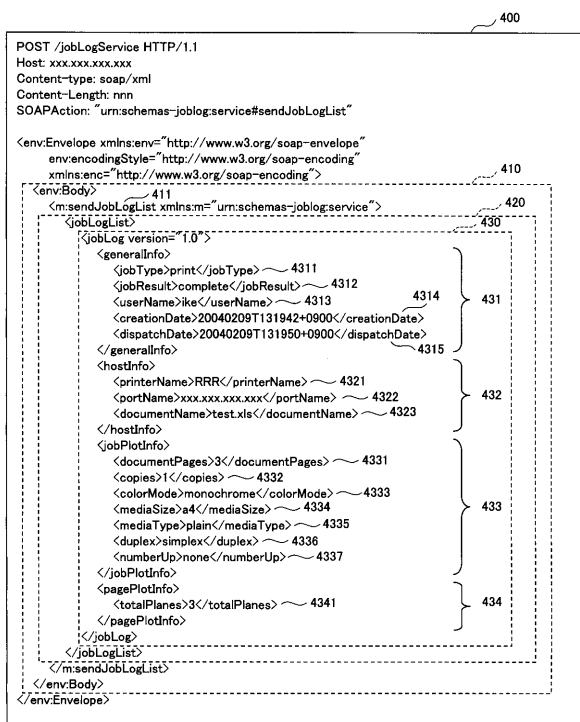 400
POST /jobLogService HTTP/1.1
Host: xxx.xxx.xxx.xxx
Content-type: soap/xml
Content-Length: nnn
SOAPAction: "urn:schemas-joblog:service#sendJobLogList"
<env:Envelope xmlns:env="http://www.w3.org/soap-envelope"
env:encodingStyle="http://www.w3.org/soap-encoding"
xmlns:enc="http://www.w3.org/soap-encoding"> 410
<env:Body> 411
<m:sendJobLogList xmlns:m="urn:schemas-joblog:service"> 420
<jobLogList> 430
<jobLog version="1.0">
<generalInfo>
<jobType>print</jobType> 4311
<jobResult>complete</jobResult> 4312
<userName>ike</userName> 4313 4314
<creationDate>20040209T131942+0900</creationDate> 431
<dispatchDate>20040209T131950+0900</dispatchDate>
</generalInfo> 4315
<hostInfo>
<printerName>RRR</printerName> 4321
<portName>xxx.xxx.xxx.xxx</portName> 4322 432
<documentName>test.xls</documentName> 4323
</hostInfo>
<jobPlotInfo>
<documentPages>3</documentPages> 4331
<copies>1</copies> 4332
<colorMode>monochrome</colorMode> 4333
<mediaSize>a4</mediaSize> 4334 433
<mediaType>plain</mediaType> 4335
<duplex>simplex</duplex> 4336
<numberUp>none</numberUp> 4337
</jobPlotInfo>
<pagePlotInfo>
<totalPlanes>3</totalPlanes> 4341 434
</pagePlotInfo>
</jobLog>
</jobLogList>
</m:sendJobLogList>
</env:Body>
</env:Envelope>